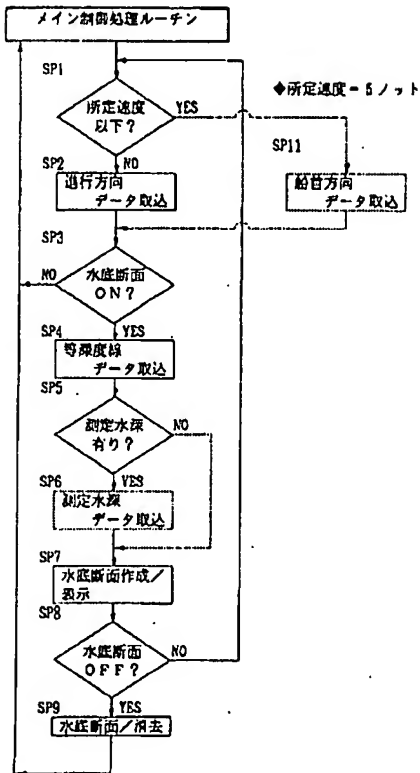 メイン制御処理ルーチン
SP1
◆所定速度=5ノット
所定速度
以下?
YES
SP11
SP2
NO
進行方向
データ取込
船首方向
データ取込
SP3
水底断面
ON?
NO
SP4
YES
等深度線
データ取込
SP5
測定水深
有り?
NO
SP6
YES
測定水深
データ取込
SP7
水底断面作成/
表示
SP8
水底断面
OFF?
NO
SP9
YES
水底断面/消去